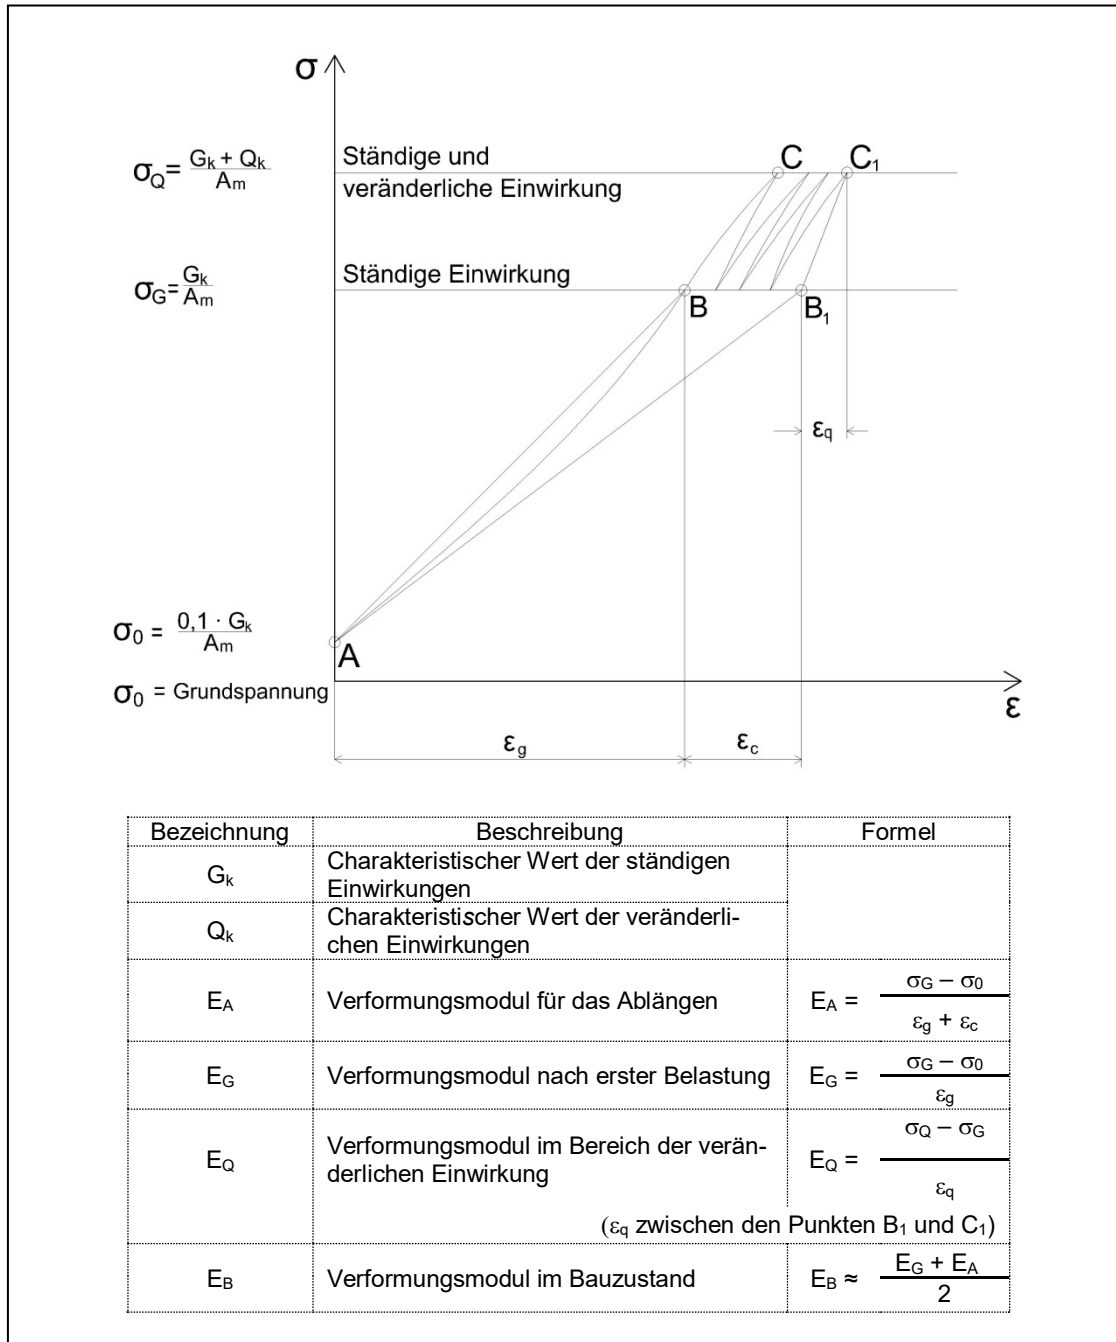 σ
σQ= Gk + Qk / Am
Ständige und
veränderliche Einwirkung
C
C1
σG= Gk / Am
Ständige Einwirkung
B
B1
εq
σ0 = 0,1 · Gk / Am
A
σ0 = Grundspannung
ε
εg
εc
Bezeichnung Beschreibung Formel
Gk Charakteristischer Wert der ständigen
Einwirkungen
Qk Charakteristischer Wert der veränderli-
chen Einwirkungen
EA Verformungsmodul für das Ablängen EA = σG – σ0 / εg + εc
EG Verformungsmodul nach erster Belastung EG = σG – σ0 / εg
EQ Verformungsmodul im Bereich der verän-
derlichen Einwirkung EQ = σQ – σG / εq
(εq zwischen den Punkten B1 und C1)
EB Verformungsmodul im Bauzustand EB ≈ EG + EA / 2